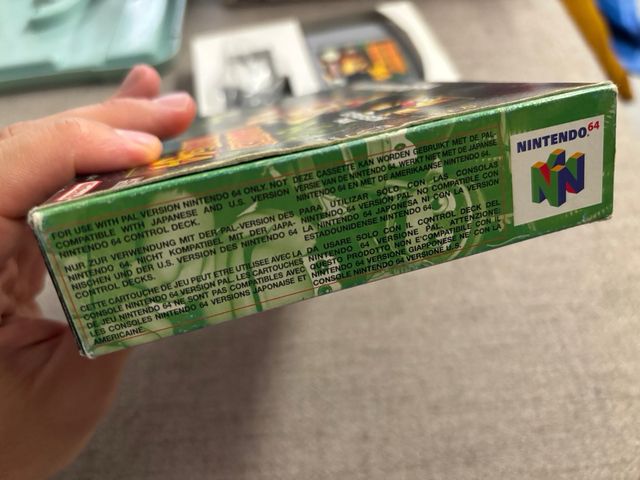 FOR USE WITH PAL VERSION NINTENDO 64 ONLY. NOT
COMPATIBLE WITH JAPANESE AND U.S. VERSION
NINTENDO 64 CONTROL DECK.
NUR ZUR VERWENDUNG MIT DER PAL-VERSION DES
NINTENDO 64. NICHT KOMPATIBEL MIT DER JAPA-
NISCHEN UND DER U.S. VERSION DES NINTENDO 64
CONTROL DECKS.
CETTE CARTOUCHE DE JEU PEUT ETRE UTILISEE AVEC LA
CONSOLE NINTENDO 64 VERSION PAL. LES CARTOUCHES
DE JEU NINTENDO 64 NE SONT PAS COMPATIBLES AVEC
LES CONSOLES NINTENDO 64 VERSIONS JAPONAISE ET
AMERICAINE.
DEZE CASSETTE KAN WORDEN GEBRUIKT MET DE PAL-
VERSIE VAN DE NINTENDO 64, WERKT NIET MET DE JAPANSE
NINTENDO 64 EN MET DE AMERIKAANSE NINTENDO 64.
PARA UTILIZAR SOLO CON LAS CONSOLAS
NINTENDO 64 VERSION PAL. NO COMPATIBLE CON
LA NINTENDO 64 JAPONESA NI CON LA VERSION
ESTADOUNIDENSE NINTENDO 64.
DA USARE SOLO CON IL CONTROL DECK DEL
NINTENDO 64 VERSIONE PAL. ATTENZIONE:
QUESTO PRODOTTO NON E' COMPATIBILE CON IL
NINTENDO 64 VERSIONE GIAPPONESE NE' CON LA
CONSOLE NINTENDO 64 VERSIONE U.S.
NINTENDO 64